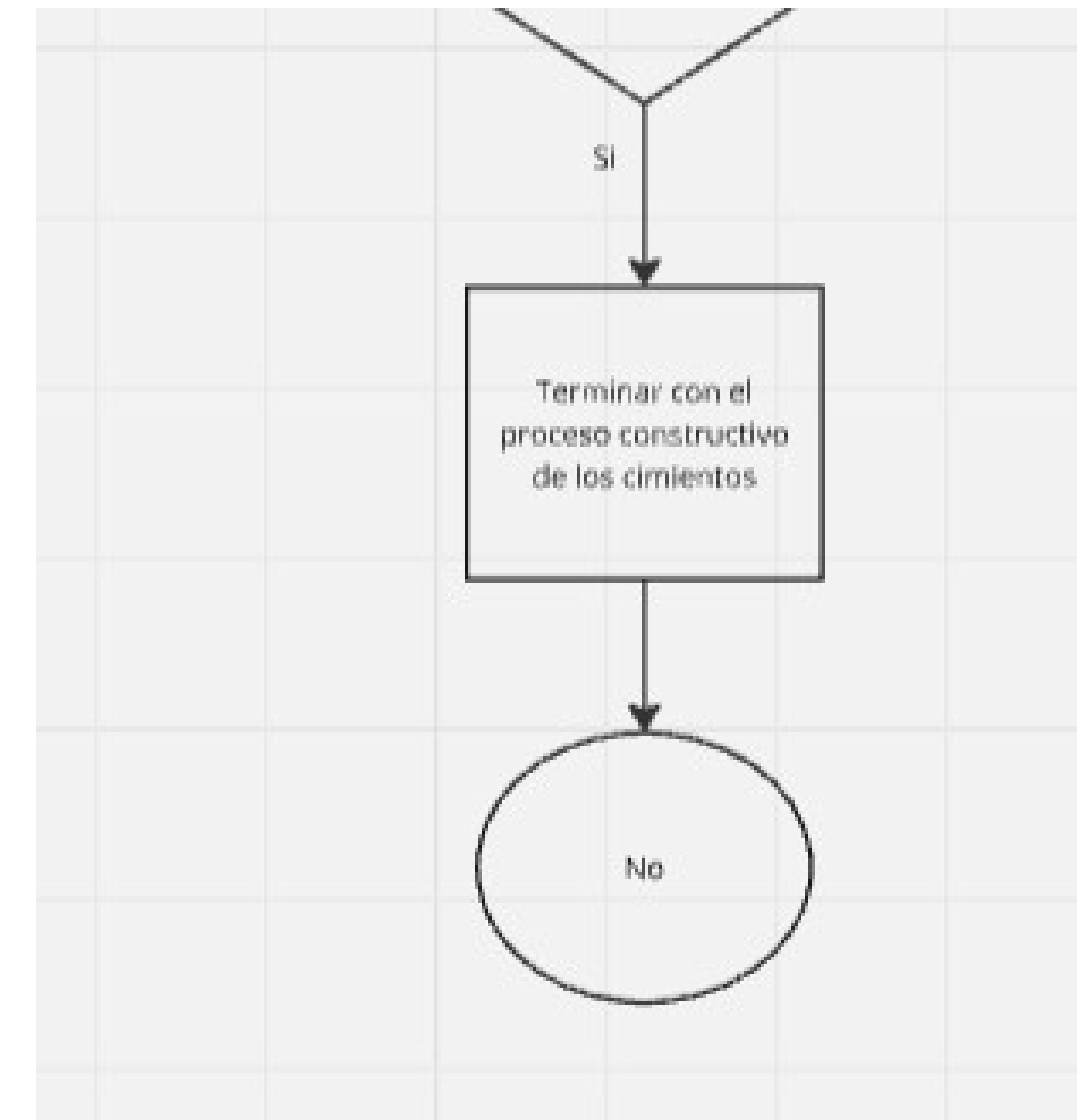 Si
Terminar con el
proceso constructivo
de los cimientos
No